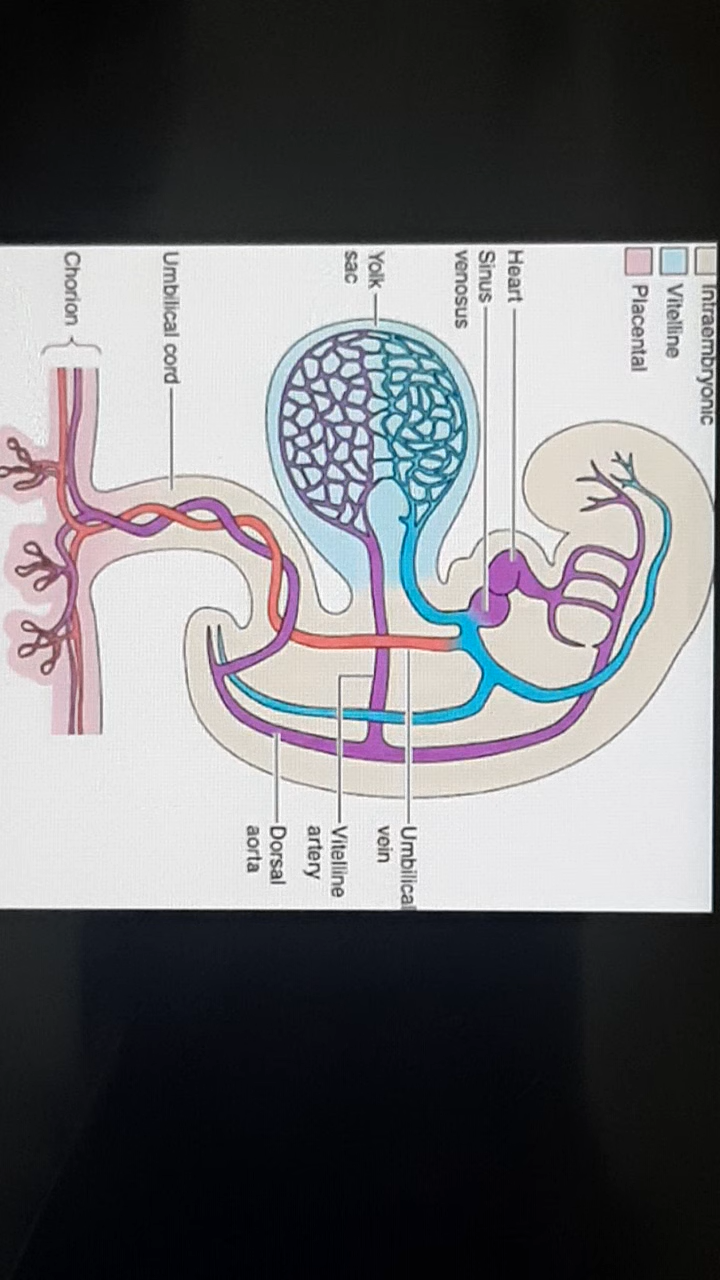 Intraembryonic
Vitelline
Placental
Heart
Sinus
venosus
Yolk
sac
Umbilical cord
Chorion
Umbilical
vein
Vitelline
artery
Dorsal
aorta